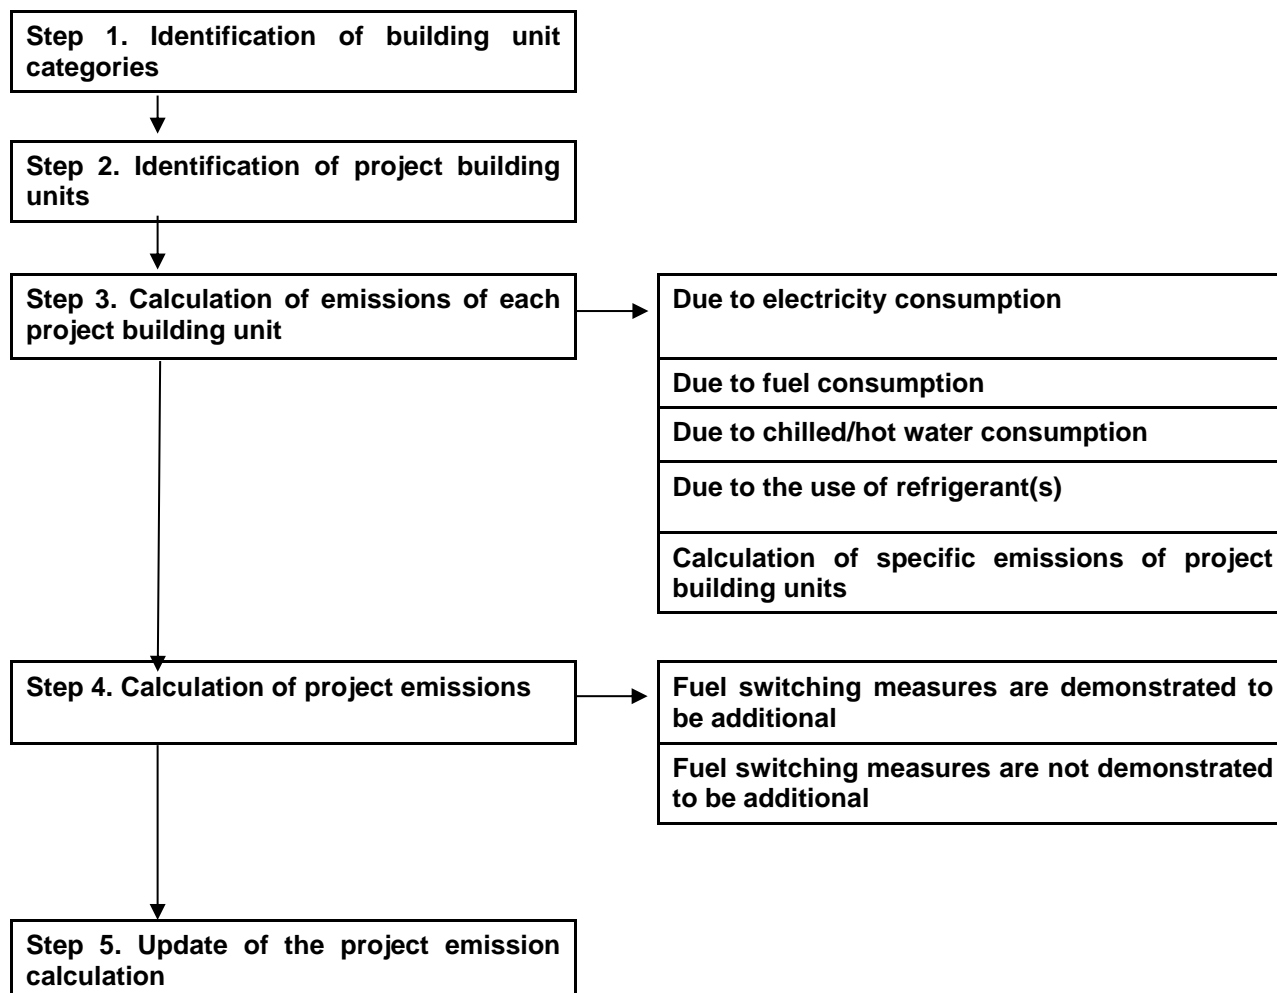 Step 1. Identification of building unit
categories
Step 2. Identification of project building
units
Step 3. Calculation of emissions of each
project building unit
Due to electricity consumption
Due to fuel consumption
Due to chilled/hot water consumption
Due to the use of refrigerant(s)
Calculation of specific emissions of project
building units
Step 4. Calculation of project emissions
Fuel switching measures are demonstrated to
be additional
Fuel switching measures are not demonstrated
to be additional
Step 5. Update of the project emission
calculation